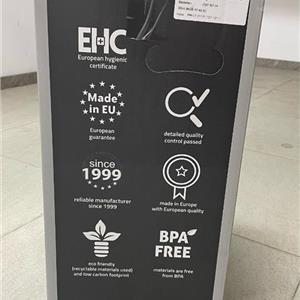 EHC
European hygienic
certificate
Made
in EU
European
guarantee
detailed quality
control passed
since
1999
reliable manufacturer
since 1999
made in Europe
with European quality
eco friendly
(recyclable materials used)
and low carbon footprint
BPA
FREE
materials are free
from BPA